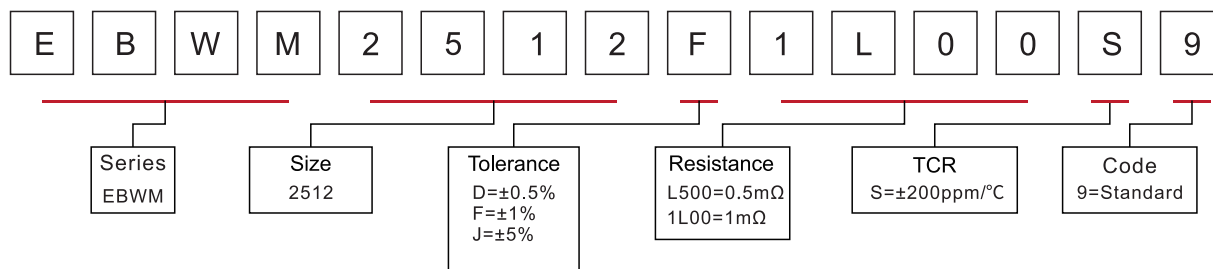 E B W M 2 5 1 2 F 1 L 0 0 S 9
Series
EBWM
Size
2512
Tolerance
D=±0.5%
F=±1%
J=±5%
Resistance
L500=0.5mΩ
1L00=1mΩ
TCR
S=±200ppm/℃
Code
9=Standard